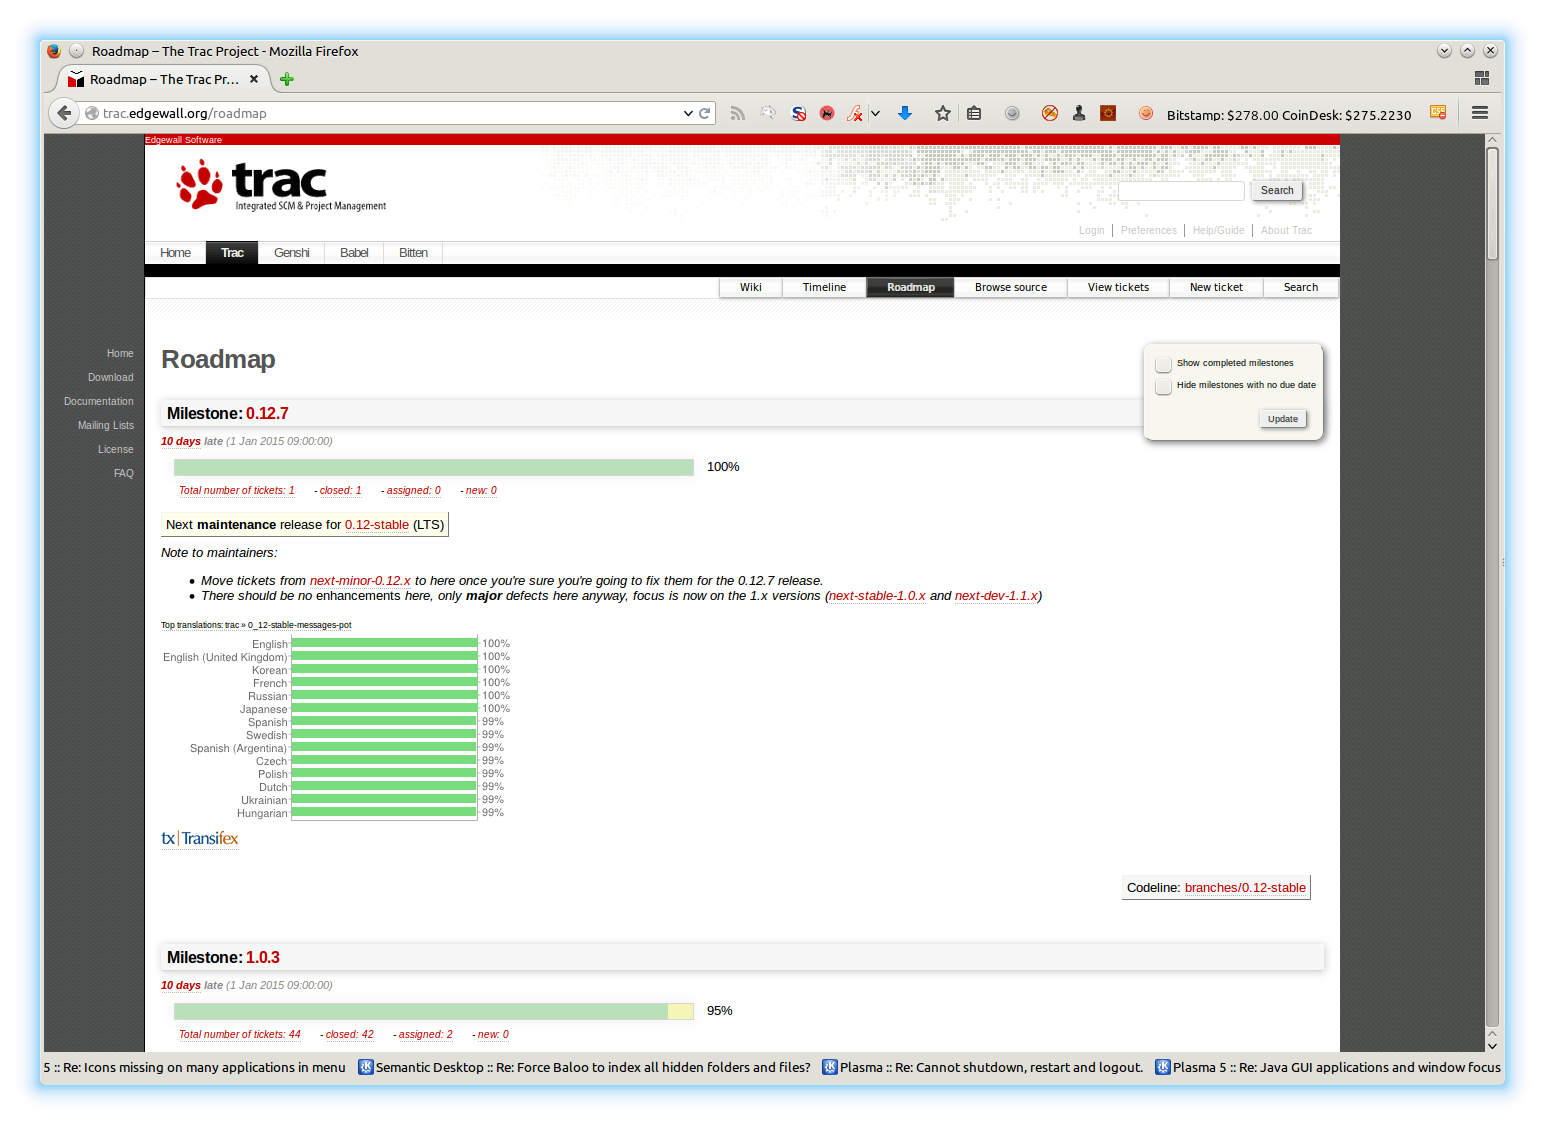 Roadmap – The Trac Project - Mozilla Firefox
Roadmap – The Trac Pr...
trac.edgewall.org/roadmap
Bitstamp: $278.00 CoinDesk: $275.2230
Edgewall Software
trac
Integrated SCM & Project Management
Search
Login Preferences Help/Guide About Trac
Home Trac Genshi Babel Bitten
Wiki Timeline Roadmap Browse source View tickets New ticket Search
Home
Download
Documentation
Mailing Lists
License
FAQ
Roadmap
Show completed milestones
Hide milestones with no due date
Update
Milestone: 0.12.7
10 days late (1 Jan 2015 09:00:00)
100%
Total number of tickets: 1 - closed: 1 - assigned: 0 - new: 0
Next maintenance release for 0.12-stable (LTS)
Note to maintainers:
• Move tickets from next-minor-0.12.x to here once you're sure you're going to fix them for the 0.12.7 release.
• There should be no enhancements here, only major defects here anyway, focus is now on the 1.x versions (next-stable-1.0.x and next-dev-1.1.x)
Top translations: trac » 0_12-stable-messages-pot
English 100%
English (United Kingdom) 100%
Korean 100%
French 100%
Russian 100%
Japanese 100%
Spanish 99%
Swedish 99%
Spanish (Argentina) 99%
Czech 99%
Polish 99%
Dutch 99%
Ukrainian 99%
Hungarian 99%
tx Transifex
Codeline: branches/0.12-stable
Milestone: 1.0.3
10 days late (1 Jan 2015 09:00:00)
95%
Total number of tickets: 44 - closed: 42 - assigned: 2 - new: 0
5 :: Re: Icons missing on many applications in menu Semantic Desktop :: Re: Force Baloo to index all hidden folders and files? Plasma :: Re: Cannot shutdown, restart and logout. Plasma 5 :: Re: Java GUI applications and window focus